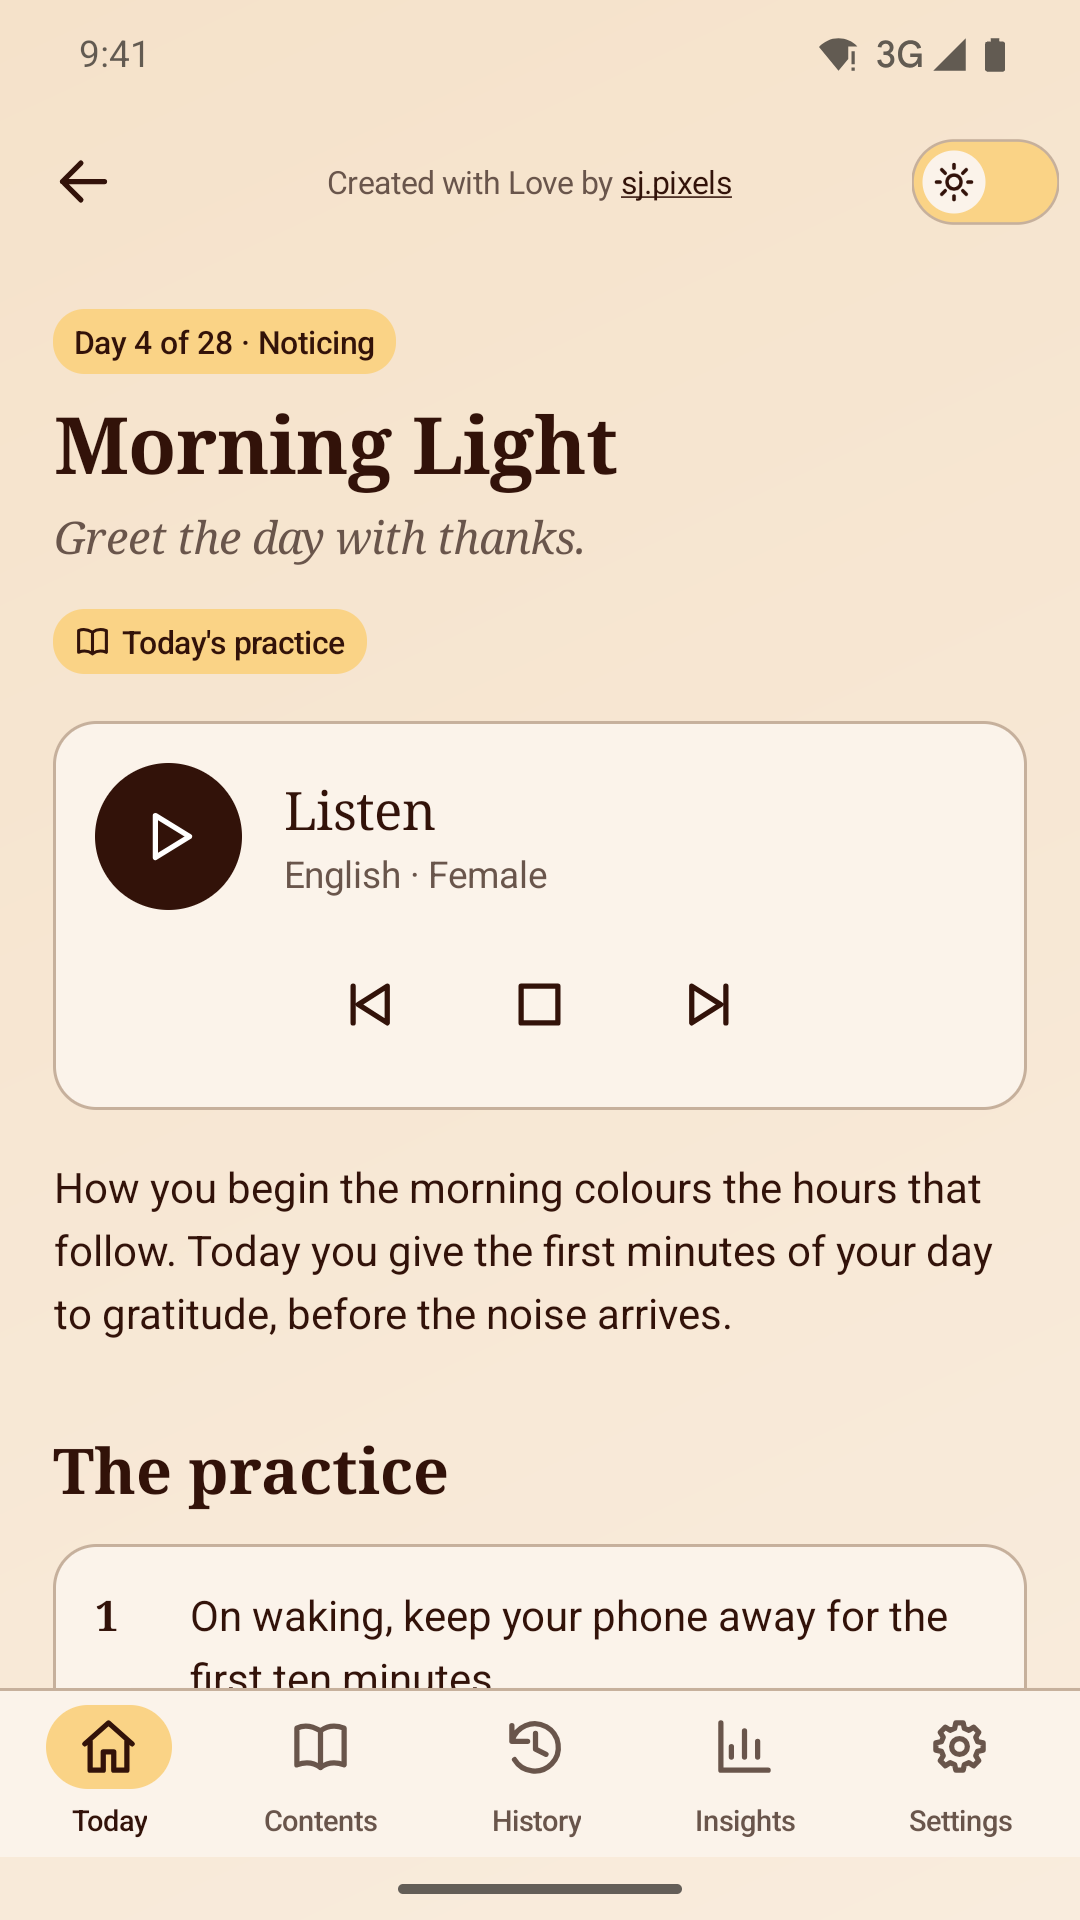 9:41
3G
Created with Love by sj.pixels
Day 4 of 28 · Noticing
Morning Light
Greet the day with thanks.
Today's practice
Listen
English · Female
How you begin the morning colours the hours that
follow. Today you give the first minutes of your day
to gratitude, before the noise arrives.
The practice
1 On waking, keep your phone away for the
first ten minutes
Today Contents History Insights Settings